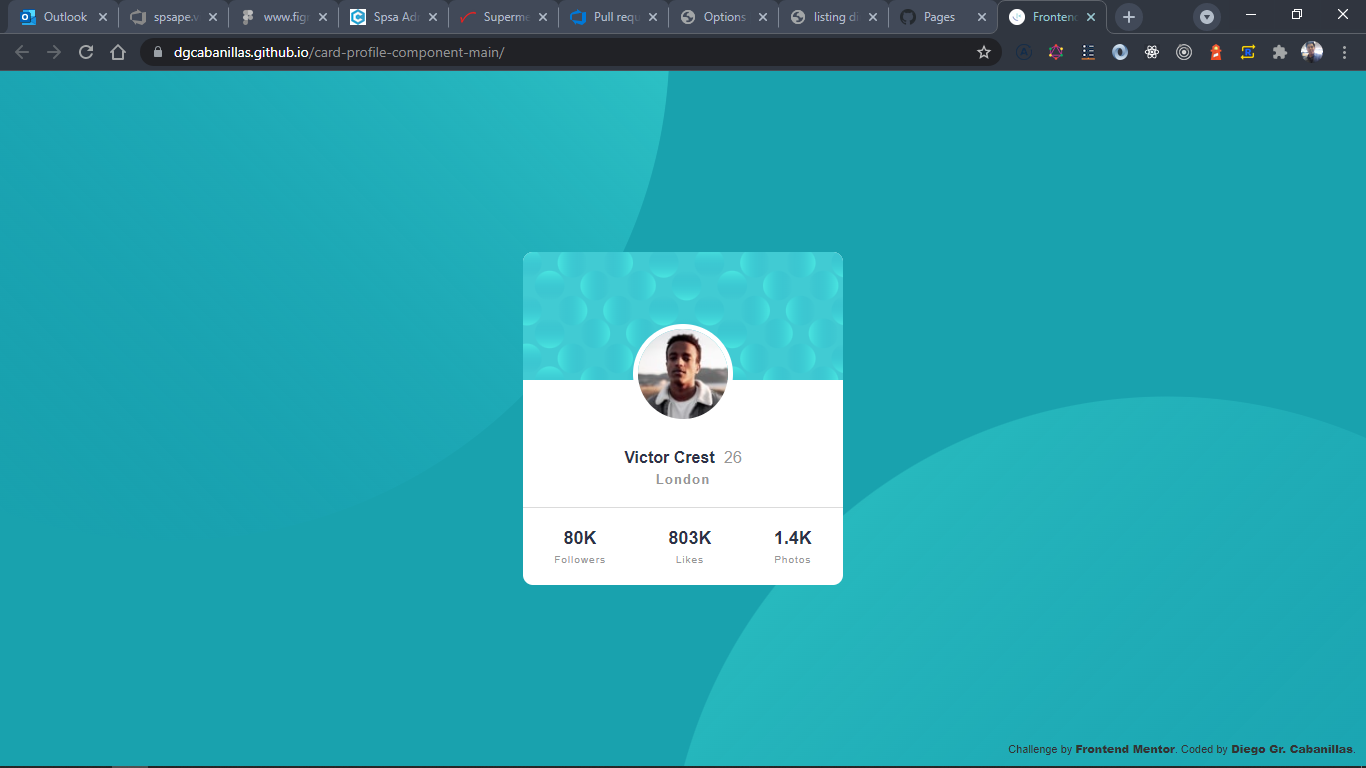 Outlook spsape.v www.fig Spsa Ad Superme Pull requ Options listing di Pages Frontend
dgcabanillas.github.io/card-profile-component-main/
Victor Crest 26
London
80K 803K 1.4K
Followers Likes Photos
Challenge by Frontend Mentor. Coded by Diego Gr. Cabanillas.